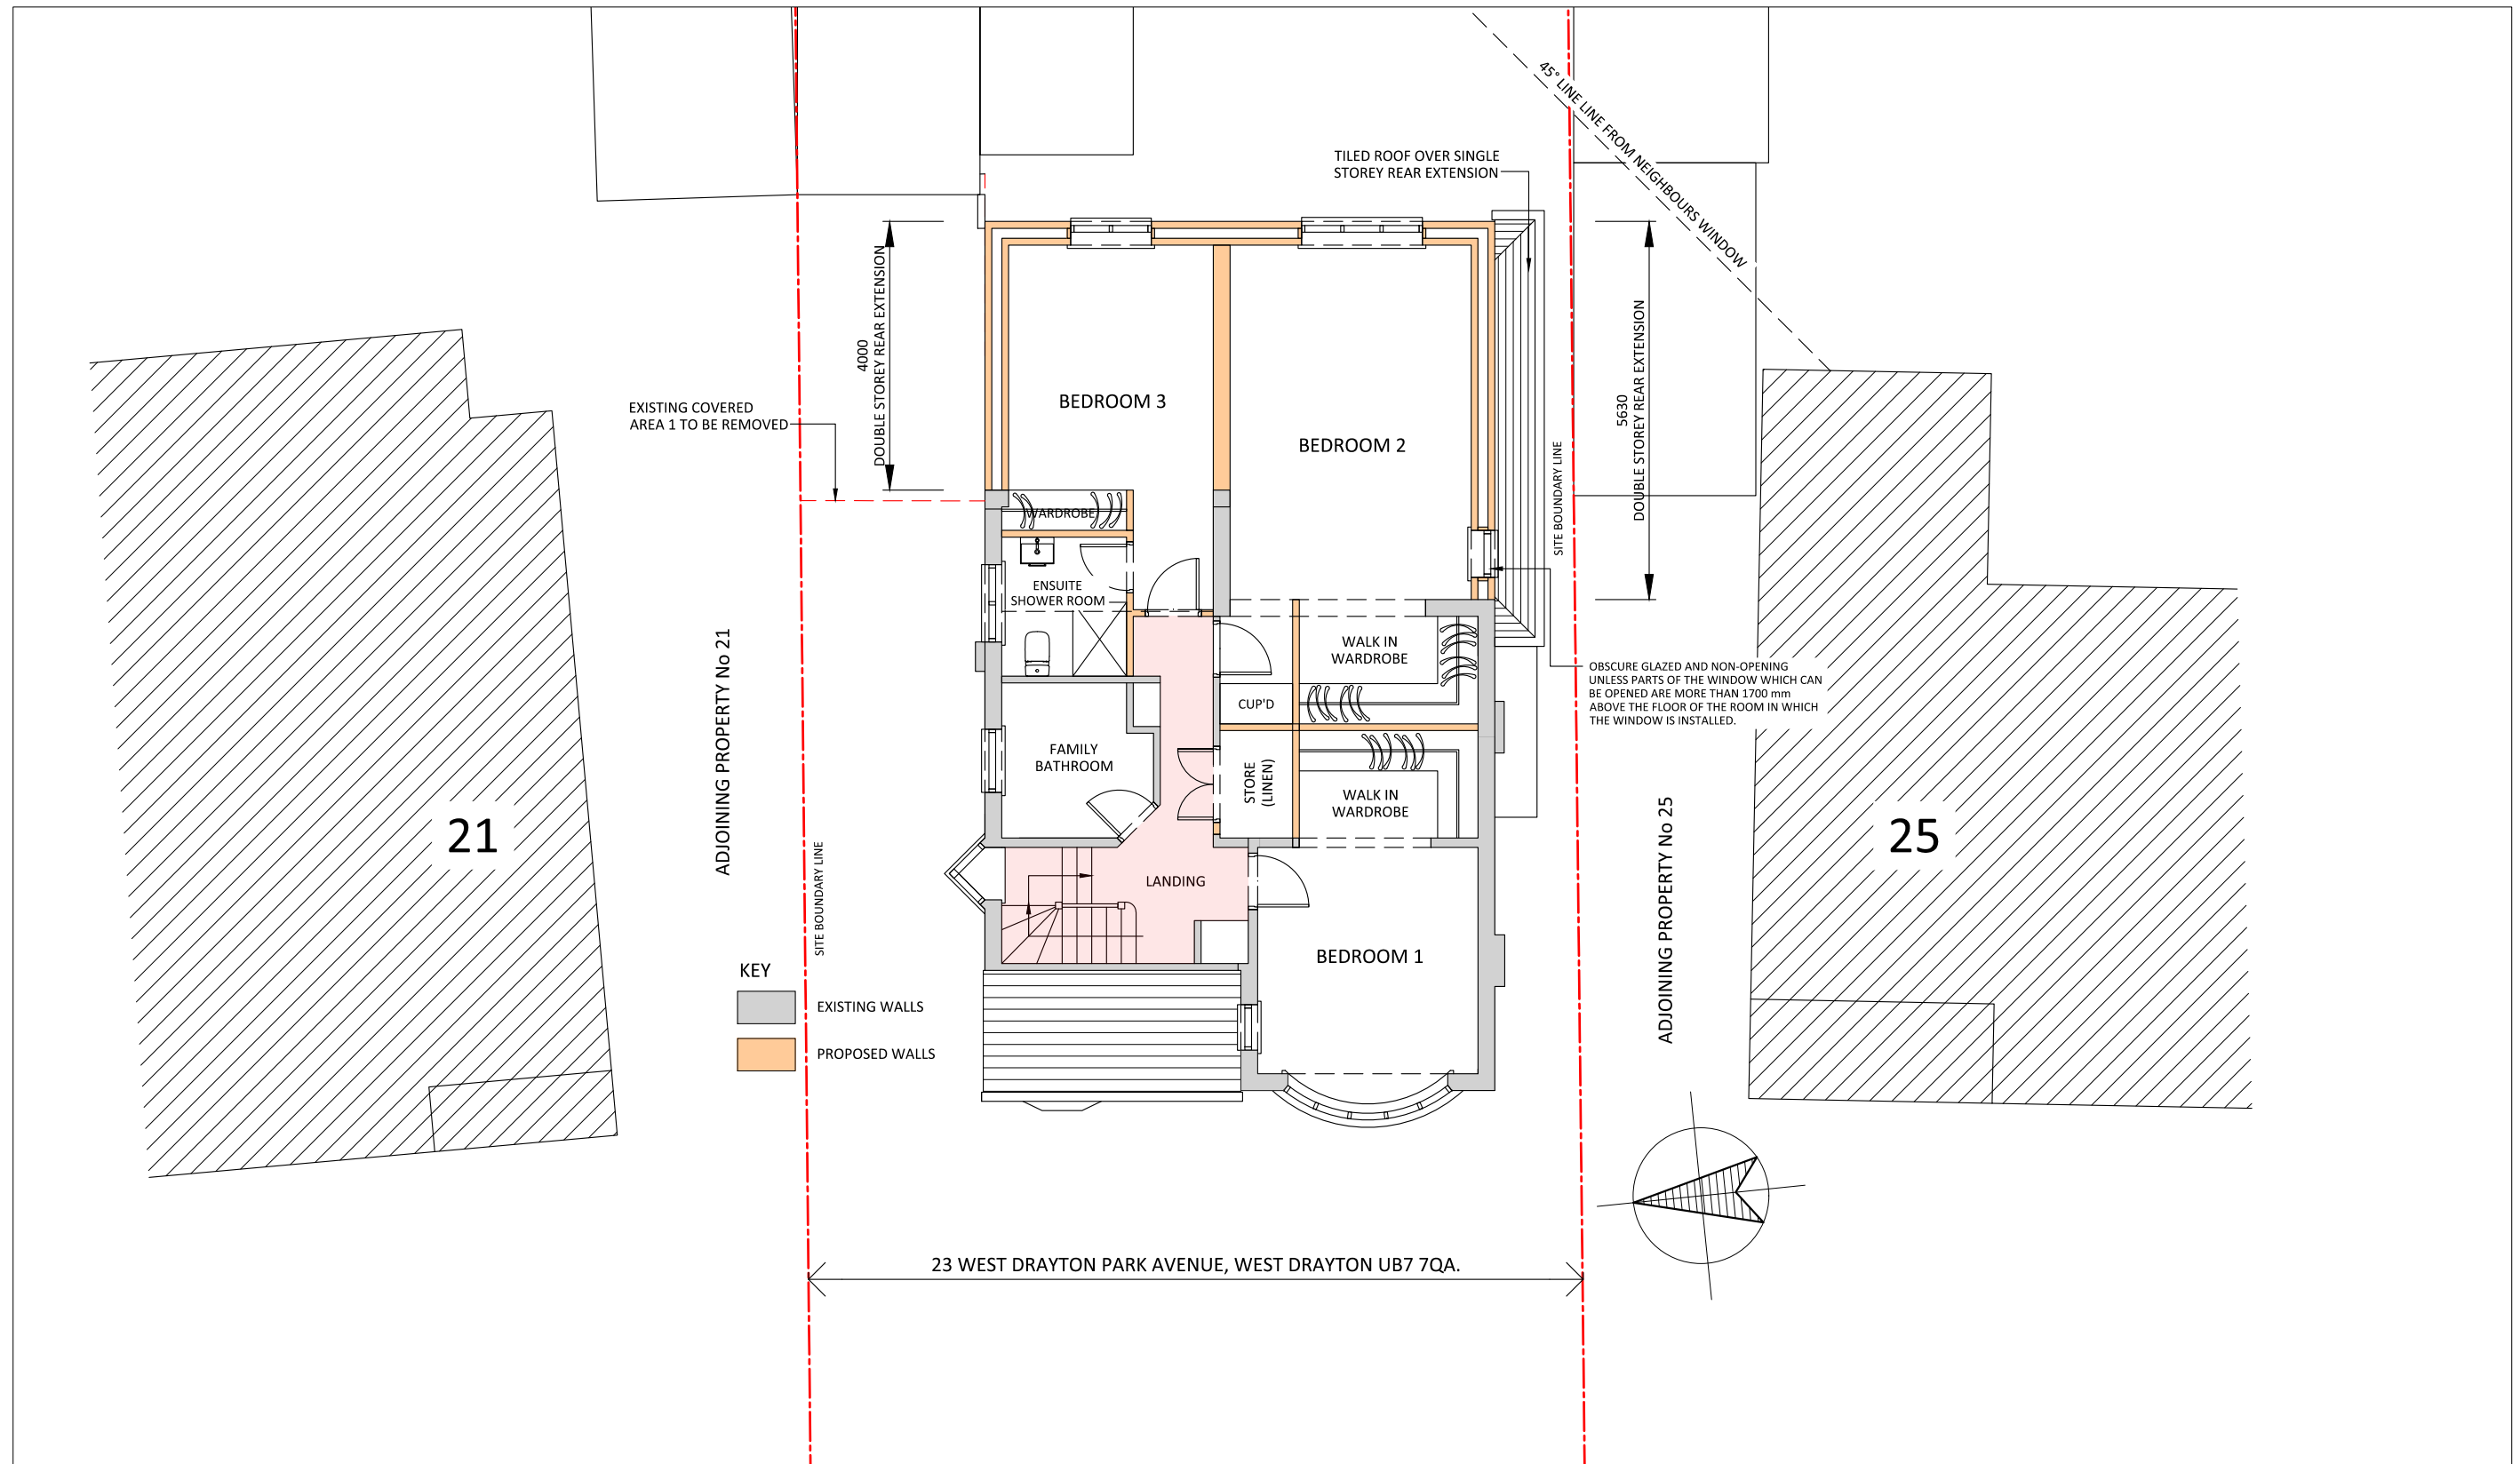 45° LINE LINE FROM NEIGHBOURS WINDOW
TILED ROOF OVER SINGLE
STOREY REAR EXTENSION
4000
DOUBLE STOREY REAR EXTENSION
5630
DOUBLE STOREY REAR EXTENSION
EXISTING COVERED
AREA 1 TO BE REMOVED
BEDROOM 3
BEDROOM 2
SITE BOUNDARY LINE
WARDROBE
ENSUITE
SHOWER ROOM
WALK IN
WARDROBE
CUP'D
OBSCURE GLAZED AND NON-OPENING
UNLESS PARTS OF THE WINDOW WHICH CAN
BE OPENED ARE MORE THAN 1700 mm
ABOVE THE FLOOR OF THE ROOM IN WHICH
THE WINDOW IS INSTALLED.
ADJOINING PROPERTY No 21
FAMILY
BATHROOM
STORE
(LINEN)
WALK IN
WARDROBE
21
25
ADJOINING PROPERTY No 25
SITE BOUNDARY LINE
LANDING
BEDROOM 1
KEY
EXISTING WALLS
PROPOSED WALLS
23 WEST DRAYTON PARK AVENUE, WEST DRAYTON UB7 7QA.